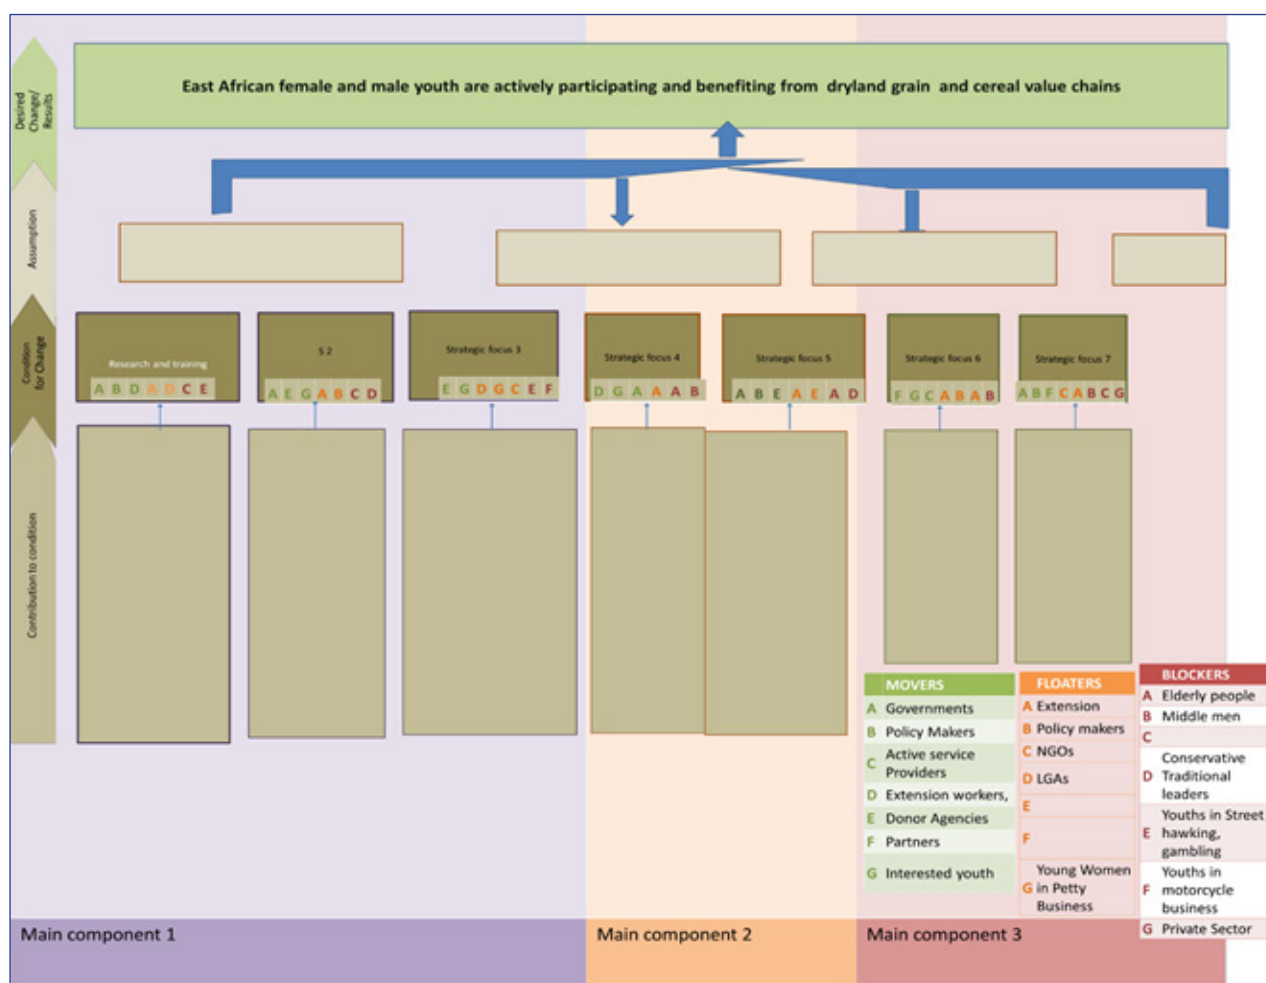 Desired
Change/
Results
East African female and male youth are actively participating and benefiting from dryland grain and cereal value chains
Assumption
Condition
for Change
Research and training
A B D A D C E
S 2
A E G A B C D
Strategic focus 3
E G D G C E F
Strategic focus 4
D G A A A B
Strategic focus 5
A B E A E A D
Strategic focus 6
F G C A B A B
Strategic focus 7
A B F C A B C G
Contribution to condition
MOVERS
A Governments
B Policy Makers
C Active service
Providers
D Extension workers,
E Donor Agencies
F Partners
G Interested youth
FLOATERS
A Extension
B Policy makers
C NGOs
D LGAs
E
F
G Young Women
in Petty
Business
BLOCKERS
A Elderly people
B Middle men
C
D Conservative
Traditional
leaders
E Youths in Street
hawking,
gambling
F Youths in
motorcycle
business
G Private Sector
Main component 1
Main component 2
Main component 3